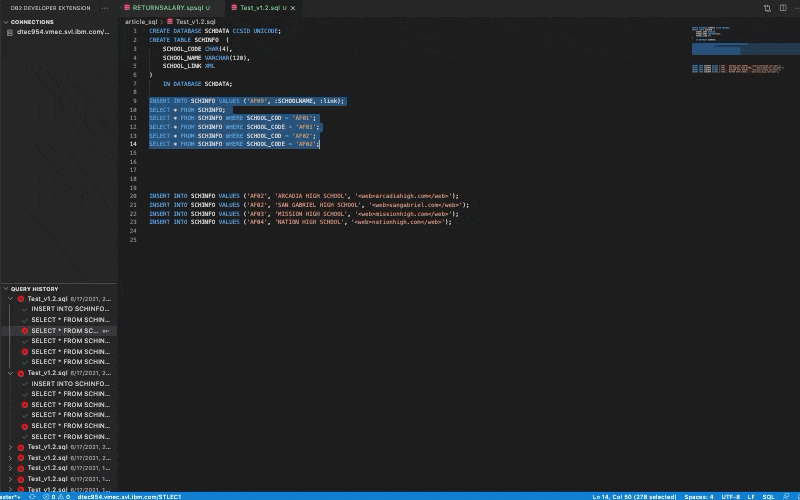 DB2 DEVELOPER EXTENSION ...
RETURNSALARY.spsql U
Test_v1.2.sql U ×
CONNECTIONS
dtec954.vmec.svl.ibm.com/...
article_sql > Test_v1.2.sql
1 CREATE DATABASE SCHDATA CCSID UNICODE;
2 CREATE TABLE SCHINFO (
3 SCHOOL_CODE CHAR(4),
4 SCHOOL_NAME VARCHAR(120),
5 SCHOOL_LINK XML
6 )
7 IN DATABASE SCHDATA;
8
9 INSERT INTO SCHINFO VALUES ('AF09', :SCHOOLNAME, :link);
10 SELECT * FROM SCHINFO;
11 SELECT * FROM SCHINFO WHERE SCHOOL_COD = 'AF01';
12 SELECT * FROM SCHINFO WHERE SCHOOL_CODE = 'AF01';
13 SELECT * FROM SCHINFO WHERE SCHOOL_COD = 'AF02';
14 SELECT * FROM SCHINFO WHERE SCHOOL_CODE = 'AF02';
15
16
17
18
19
20 INSERT INTO SCHINFO VALUES ('AF02', 'ARCADIA HIGH SCHOOL', '<web>arcadiahigh.com</web>');
21 INSERT INTO SCHINFO VALUES ('AF02', 'SAN GABRIEL HIGH SCHOOL', '<web>sangabriel.com</web>');
22 INSERT INTO SCHINFO VALUES ('AF03', 'MISSION HIGH SCHOOL', '<web>missionhigh.com</web>');
23 INSERT INTO SCHINFO VALUES ('AF04', 'NATION HIGH SCHOOL', '<web>nationhigh.com</web>');
24
25
QUERY HISTORY
Test_v1.2.sql 6/17/2021, 2...
INSERT INTO SCHINFO...
SELECT * FROM SCHIN...
SELECT * FROM SC...
SELECT * FROM SCHIN...
SELECT * FROM SCHIN...
SELECT * FROM SCHIN...
Test_v1.2.sql 6/17/2021, 2...
INSERT INTO SCHINFO...
SELECT * FROM SCHIN...
SELECT * FROM SCHIN...
SELECT * FROM SCHIN...
SELECT * FROM SCHIN...
SELECT * FROM SCHIN...
Test_v1.2.sql 6/17/2021, 2...
Test_v1.2.sql 6/17/2021, 2...
Test_v1.2.sql 6/17/2021, 1...
Test_v1.2.sql 6/17/2021, 1...
Test_v1.2.sql 6/17/2021, 1...
aster*+ 0 0 dtec954.vmec.svl.ibm.com/STLEC1
Ln 14, Col 50 (278 selected) Spaces: 4 UTF-8 LF SQL